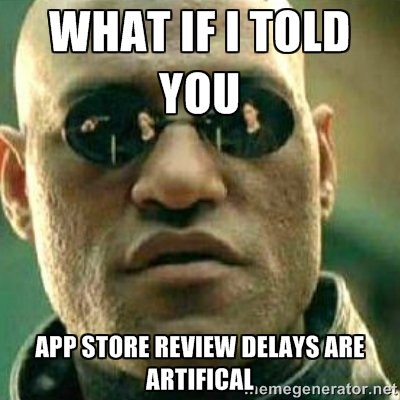 WHAT IF I TOLD
YOU
APP STORE REVIEW DELAYS ARE
ARTIFICAL
memegenerator.net